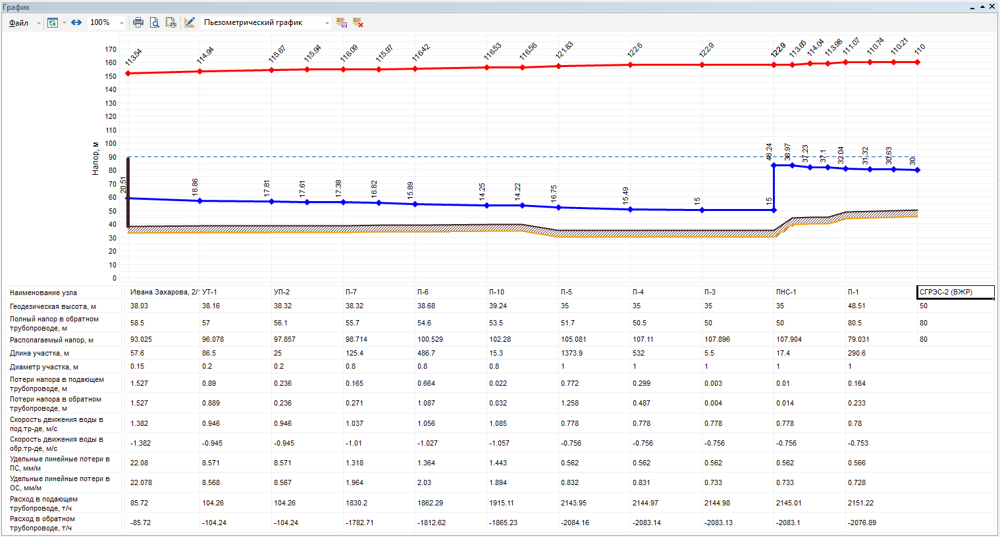 График
Файл 100% Пьезометрический график
113.54 114.94 115.67 115.94 116.09 115.97 116.42 116.53 116.56 121.83 122.6 122.9 122.9 113.65 114.04 113.98 111.07 110.74 110.21 110
Напор, м
170
160
150
140
130
120
110
100
90
80
70
60
50
40
30
20
10
0
20.51 18.86 17.81 17.61 17.38 16.82 15.89 14.25 14.22 16.75 15.49 15 15 48.24 38.97 37.23 37.1 32.04 31.32 30.63 30
Наименование узла Ивана Захарова, 2/ УТ-1 УП-2 П-7 П-6 П-10 П-5 П-4 П-3 ПНС-1 П-1 СГРЭС-2 (ВЖР)
Геодезическая высота, м 38.03 38.16 38.32 38.32 38.68 39.24 35 35 35 35 48.51 50
Полный напор в обратном
трубопроводе, м 58.5 57 56.1 55.7 54.6 53.5 51.7 50.5 50 50 80.5 80
Располагаемый напор, м 93.025 96.078 97.857 98.714 100.529 102.28 105.081 107.11 107.896 107.904 79.031 80
Длина участка, м 57.6 86.5 25 125.4 486.7 15.3 1373.9 532 5.5 17.4 290.6
Диаметр участка, м 0.15 0.2 0.2 0.8 0.8 0.8 1 1 1 1 1
Потери напора в подающем
трубопроводе, м 1.527 0.89 0.236 0.165 0.664 0.022 0.772 0.299 0.003 0.01 0.164
Потери напора в обратном
трубопроводе, м 1.527 0.889 0.236 0.271 1.087 0.032 1.258 0.487 0.004 0.014 0.233
Скорость движения воды в
под.тр-де, м/с 1.382 0.946 0.946 1.037 1.056 1.085 0.778 0.778 0.778 0.778 0.78
Скорость движения воды в
обр.тр-де, м/с -1.382 -0.945 -0.945 -1.01 -1.027 -1.057 -0.756 -0.756 -0.756 -0.756 -0.753
Удельные линейные потери в
ПС, мм/м 22.08 8.571 8.571 1.318 1.364 1.443 0.562 0.562 0.562 0.562 0.566
Удельные линейные потери в
ОС, мм/м 22.078 8.568 8.567 1.964 2.03 1.894 0.832 0.831 0.733 0.733 0.728
Расход в подающем
трубопроводе, т/ч 85.72 104.26 104.26 1830.2 1862.29 1915.11 2143.95 2144.97 2144.98 2145.01 2151.22
Расход в обратном
трубопроводе, т/ч -85.72 -104.24 -104.24 -1782.71 -1812.62 -1865.23 -2084.16 -2083.14 -2083.13 -2083.1 -2076.89